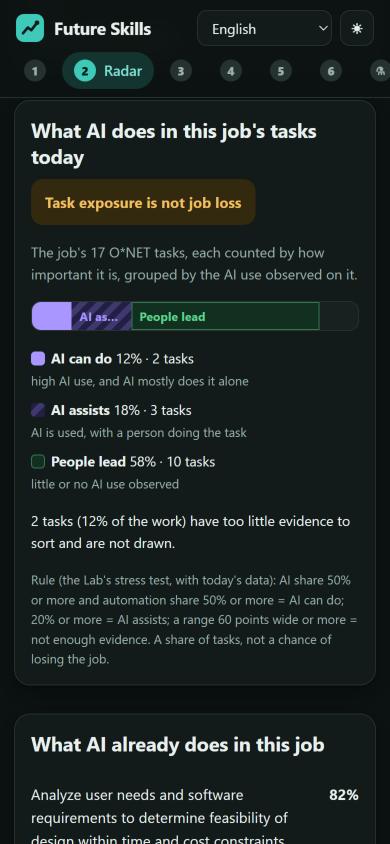 Future Skills
English
1
2 Radar
3
4
5
6
What AI does in this job's tasks
today
Task exposure is not job loss
The job's 17 O*NET tasks, each counted by how
important it is, grouped by the AI use observed on it.
AI as...
People lead
AI can do 12% · 2 tasks
high AI use, and AI mostly does it alone
AI assists 18% · 3 tasks
AI is used, with a person doing the task
People lead 58% · 10 tasks
little or no AI use observed
2 tasks (12% of the work) have too little evidence to
sort and are not drawn.
Rule (the Lab's stress test, with today's data): AI share 50%
or more and automation share 50% or more = AI can do;
20% or more = AI assists; a range 60 points wide or more =
not enough evidence. A share of tasks, not a chance of
losing the job.
What AI already does in this job
Analyze user needs and software 82%
requirements to determine feasibility of
design within time and cost constraints